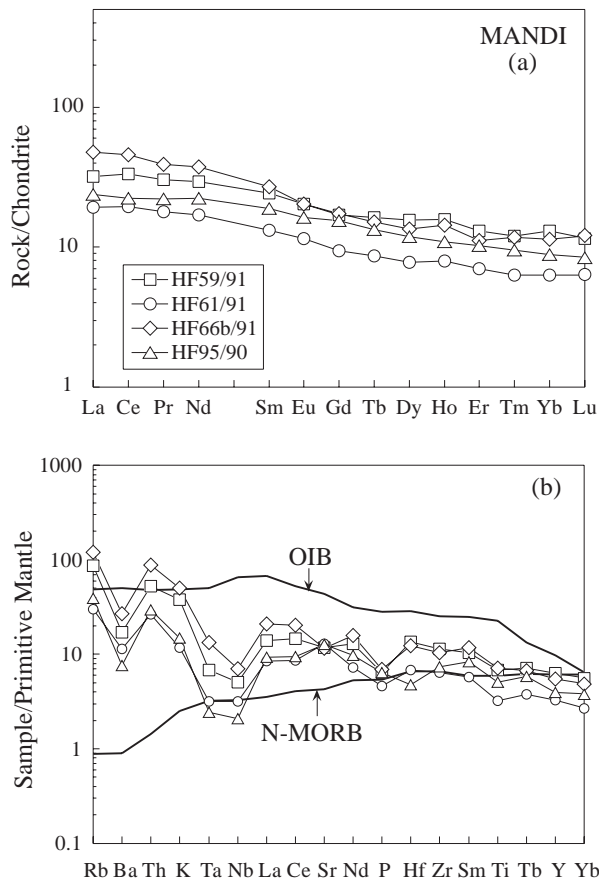 MANDI
(a)
Rock/Chondrite
100
10
1
HF59/91
HF61/91
HF66b/91
HF95/90
La Ce Pr Nd Sm Eu Gd Tb Dy Ho Er Tm Yb Lu
(b)
Sample/Primitive Mantle
1000
100
10
1
0.1
OIB
N-MORB
Rb Ba Th K Ta Nb La Ce Sr Nd P Hf Zr Sm Ti Tb Y Yb